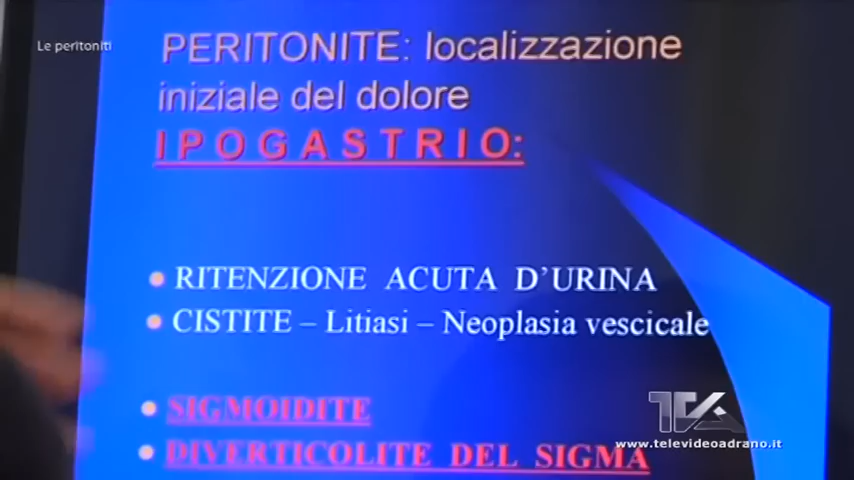 Le peritoniti
PERITONITE: localizzazione
iniziale del dolore
IPOGASTRIO:
RITENZIONE ACUTA D'URINA
CISTITE – Litiasi – Neoplasia vescicale
SIGMOIDITE
DIVERTICOLITE DEL SIGMA
TVA
www.televideoadrano.it